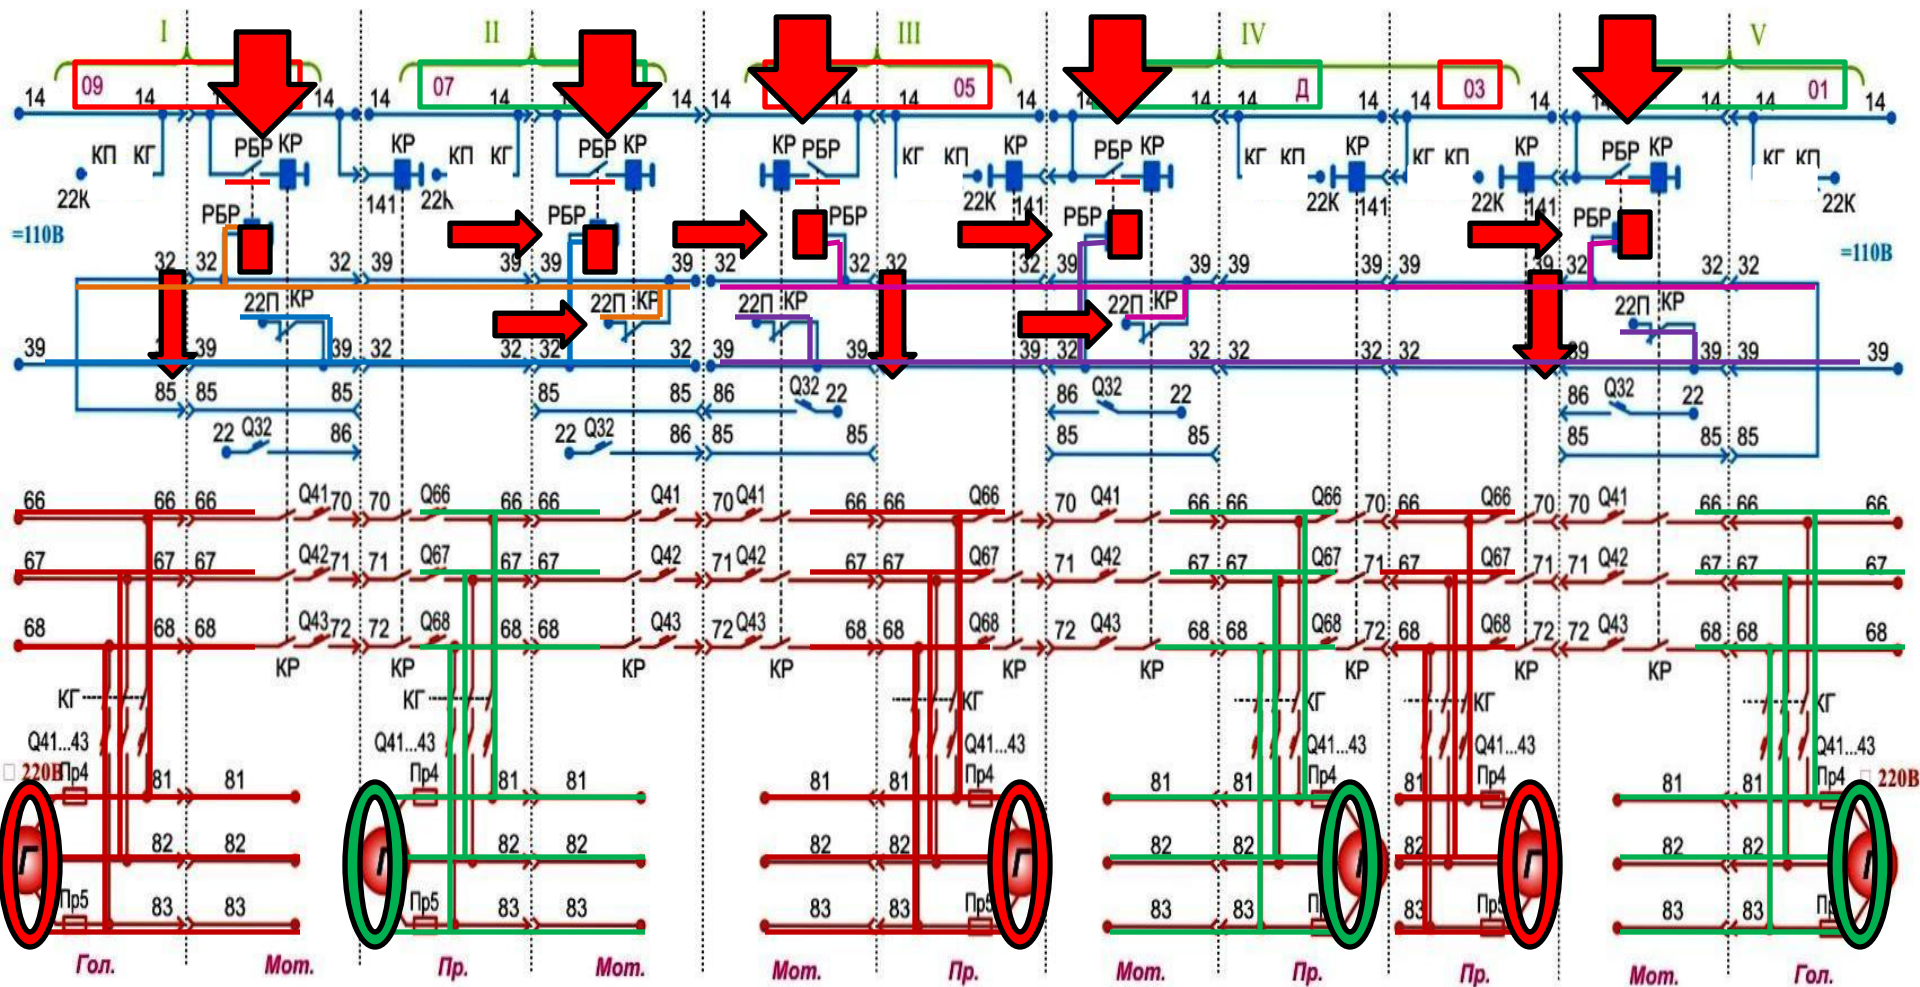 I II III IV V
09 07 05 Д 03 01
14 14 14 14 14 14 14 14 14 14 14 14 14 14 14 14 14 14
КП КГ РБР КР КП КГ РБР КР КР РБР КГ КП РБР КР КГ КП КР КГ КП КР РБР КР КГ КП
22К 141 22К 22К 141 22К 22К 141 22К
РБР РБР РБР РБР РБР
=110В =110В
32 32 32 39 39 39 39 32 32 32 39 39 39 39 39 39 32 32 32
22П КР 22П КР 22П КР 22П КР 22П КР
39 39 39 32 32 32 32 39 39 39 32 32 32 32 32 39 39 39 39
85 85 85 85 86 Q32 22 86 Q32 22 86 Q32 22
22 Q32 86 22 Q32 86 85 85 85 85 85 85
66 66 66 Q41 70 70 Q66 66 66 Q41 70 Q41 66 66 Q66 70 Q41 66 66 Q66 70 66 Q66 70 70 Q41 66 66 66
67 67 67 Q42 71 71 Q67 67 67 Q42 71 Q42 67 67 Q67 71 Q42 67 67 Q67 71 67 Q67 71 71 Q42 67 67 67
68 68 68 Q43 72 72 Q68 68 68 Q43 72 Q43 68 68 Q68 72 Q43 68 68 Q68 72 68 Q68 72 72 Q43 68 68 68
КР КР КР КР КР КР КР КР КР
КГ КГ КГ КГ КГ КГ
Q41...43 Q41...43 Q41...43 Q41...43 Q41...43 Q41...43
220В Пр4 81 81 Пр4 81 81 81 81 Пр4 81 81 Пр4 81 Пр4 81 81 Пр4 220В
Г Г Г Г Г Г
82 82 82 82 82 82 82 82 82 82 82
Пр5 83 83 Пр5 83 83 83 83 83 83 83 83 83
Гол. Мот. Пр. Мот. Мот. Пр. Мот. Пр. Пр. Мот. Гол.